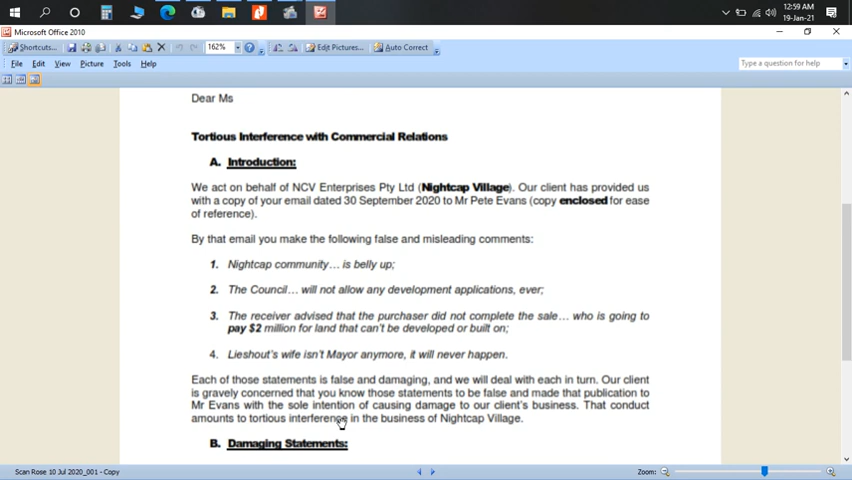 12:59 AM
19-Jan-21
Microsoft Office 2010
Shortcuts...
162%
Edit Pictures...
Auto Correct
File Edit View Picture Tools Help
Type a question for help
Dear Ms
Tortious Interference with Commercial Relations
A. Introduction:
We act on behalf of NCV Enterprises Pty Ltd (Nightcap Village). Our client has provided us
with a copy of your email dated 30 September 2020 to Mr Pete Evans (copy enclosed for ease
of reference).
By that email you make the following false and misleading comments:
1. Nightcap community… is belly up;
2. The Council… will not allow any development applications, ever;
3. The receiver advised that the purchaser did not complete the sale… who is going to
pay $2 million for land that can't be developed or built on;
4. Lieshout's wife isn't Mayor anymore, it will never happen.
Each of those statements is false and damaging, and we will deal with each in turn. Our client
is gravely concerned that you know those statements to be false and made that publication to
Mr Evans with the sole intention of causing damage to our client's business. That conduct
amounts to tortious interference in the business of Nightcap Village.
B. Damaging Statements:
Scan Rose 10 Jul 2020_001 - Copy
Zoom: